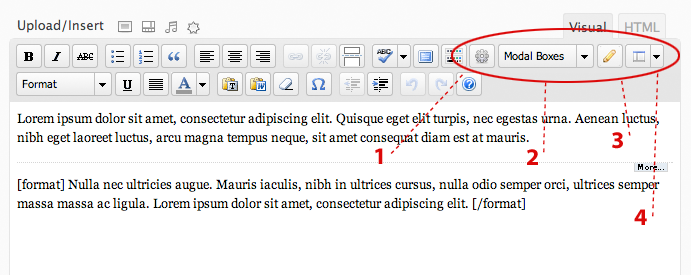 Upload/Insert Visual HTML
B I ABC ABC Modal Boxes
Format U A T W Ω
Lorem ipsum dolor sit amet, consectetur adipiscing elit. Quisque eget elit turpis, nec egestas urna. Aenean luctus,
nibh eget laoreet luctus, arcu magna tempus neque, sit amet consequat diam est at mauris.
1 2 3
More...
[format] Nulla nec ultricies augue. Mauris iaculis, nibh in ultrices cursus, nulla odio semper orci, ultrices semper
massa massa ac ligula. Lorem ipsum dolor sit amet, consectetur adipiscing elit. [/format]
4